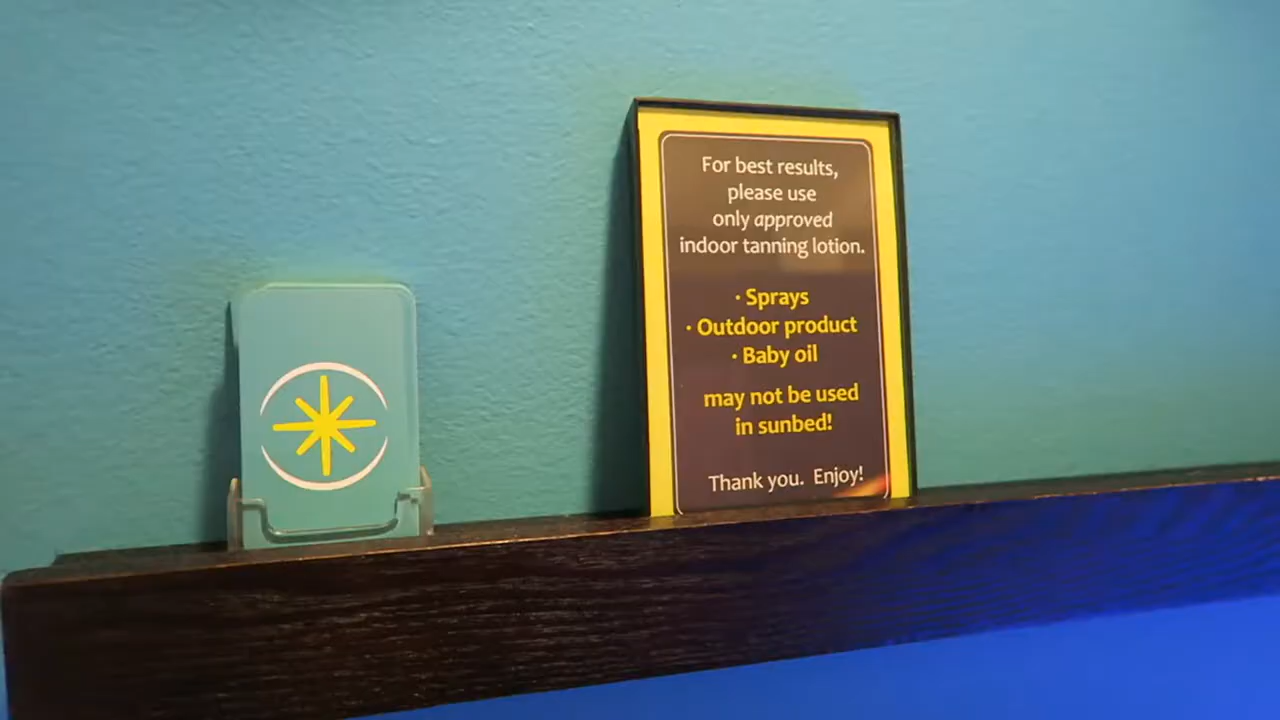 For best results,
please use
only approved
indoor tanning lotion.
· Sprays
· Outdoor product
· Baby oil
may not be used
in sunbed!
Thank you. Enjoy!